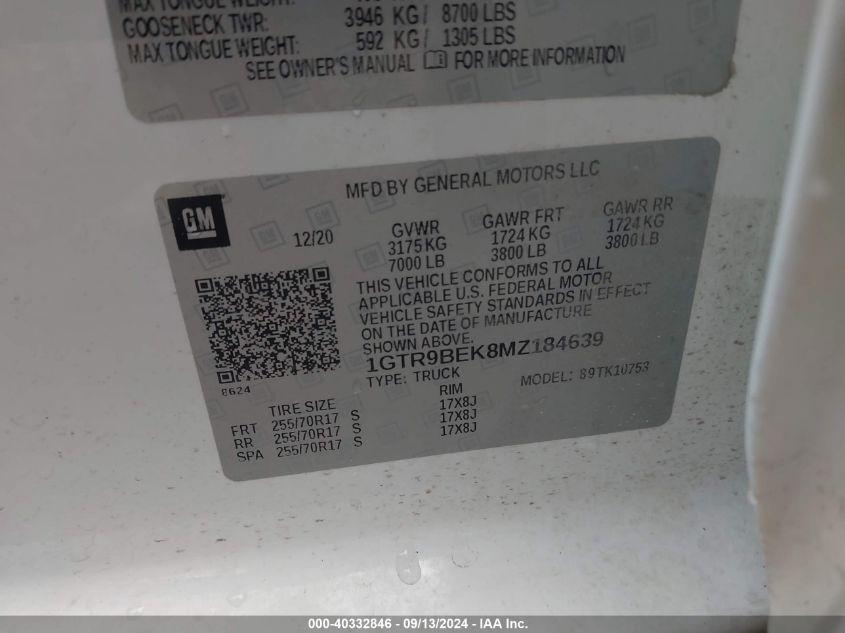 MAX TONGUE WEIGHT:
GOOSENECK TWR: 3946 KG/ 8700 LBS
MAX TONGUE WEIGHT: 592 KG/ 1305 LBS
SEE OWNER'S MANUAL FOR MORE INFORMATION
MFD BY GENERAL MOTORS LLC
GM
12/20
GVWR GAWR FRT GAWR RR
3175 KG 1724 KG 1724 KG
7000 LB 3800 LB 3800 LB
THIS VEHICLE CONFORMS TO ALL
APPLICABLE U.S. FEDERAL MOTOR
VEHICLE SAFETY STANDARDS IN EFFECT
ON THE DATE OF MANUFACTURE
SHOWN ABOVE.
1GTR9BEK8MZ184639
8624
TYPE: TRUCK MODEL: 89TK10753
TIRE SIZE RIM
FRT 255/70R17 S 17X8J
RR 255/70R17 S 17X8J
SPA 255/70R17 S 17X8J
000-40332846 - 09/13/2024 - IAA Inc.